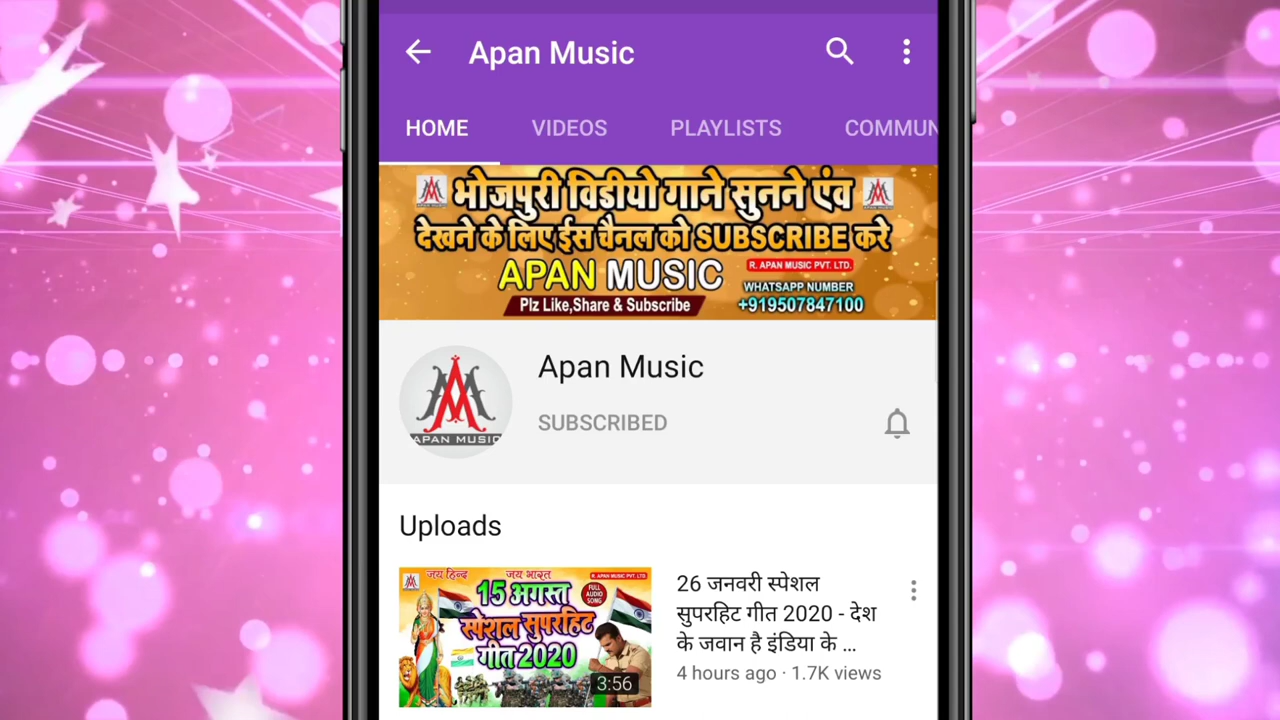 Apan Music
HOME VIDEOS PLAYLISTS COMMUN
भोजपुरी विडीयो गाने सुनने एंव
देखने के लिए ईस चैनल को SUBSCRIBE करे
APAN MUSIC
R. APAN MUSIC PVT. LTD.
Plz Like,Share & Subscribe
WHATSAPP NUMBER
+919507847100
APAN MUSIC
Apan Music
SUBSCRIBED
Uploads
जय हिन्द जय भारत
R. APAN MUSIC PVT. LTD
15 अगस्त
FULL
AUDIO
SONG
स्पेशल सुपरहिट
गीत 2020
3:56
26 जनवरी स्पेशल
सुपरहिट गीत 2020 - देश
के जवान है इंडिया के ...
4 hours ago · 1.7K views